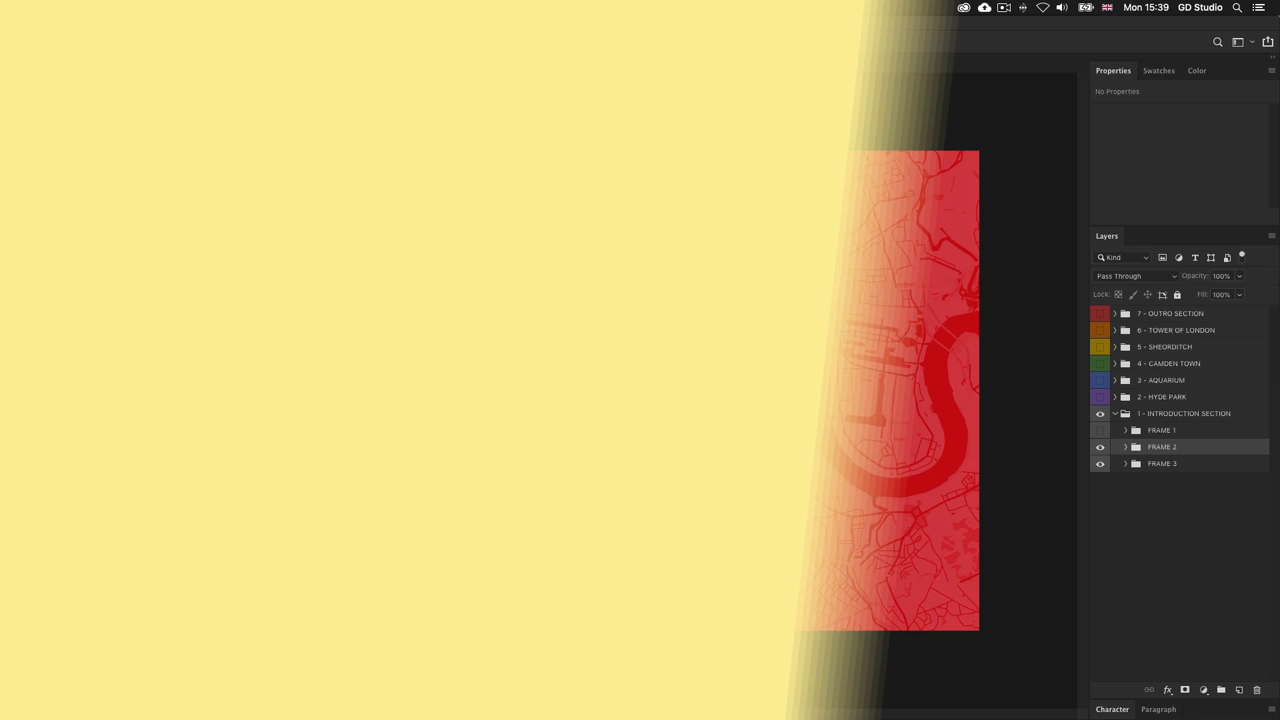 Mon 15:39 GD Studio
Properties Swatches Color
No Properties
Layers
Kind
Pass Through Opacity: 100%
Lock: Fill: 100%
7 - OUTRO SECTION
6 - TOWER OF LONDON
5 - SHEORDITCH
4 - CAMDEN TOWN
3 - AQUARIUM
2 - HYDE PARK
1 - INTRODUCTION SECTION
FRAME 1
FRAME 2
FRAME 3
fx
Character Paragraph